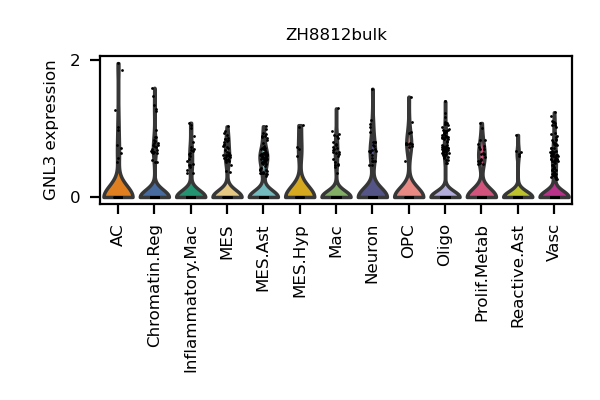 ZH8812bulk
GNL3 expression
2
0
AC
Chromatin.Reg
Inflammatory.Mac
MES
MES.Ast
MES.Hyp
Mac
Neuron
OPC
Oligo
Prolif.Metab
Reactive.Ast
Vasc